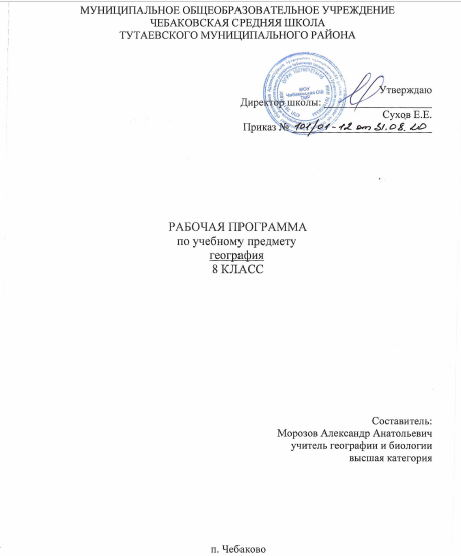 МУНИЦИПАЛЬНОЕ ОБЩЕОБРАЗОВАТЕЛЬНОЕ УЧРЕЖДЕНИЕ
ЧЕБАКОВСКАЯ СРЕДНЯЯ ШКОЛА
ТУТАЕВСКОГО МУНИЦИПАЛЬНОГО РАЙОНА
Утверждаю
Директор школы:
Сухов Е.Е.
Приказ № 101/01-12 от 31.08.20
РАБОЧАЯ ПРОГРАММА
по учебному предмету
география
8 КЛАСС
Составитель:
Морозов Александр Анатольевич
учитель географии и биологии
высшая категория
п. Чебаково